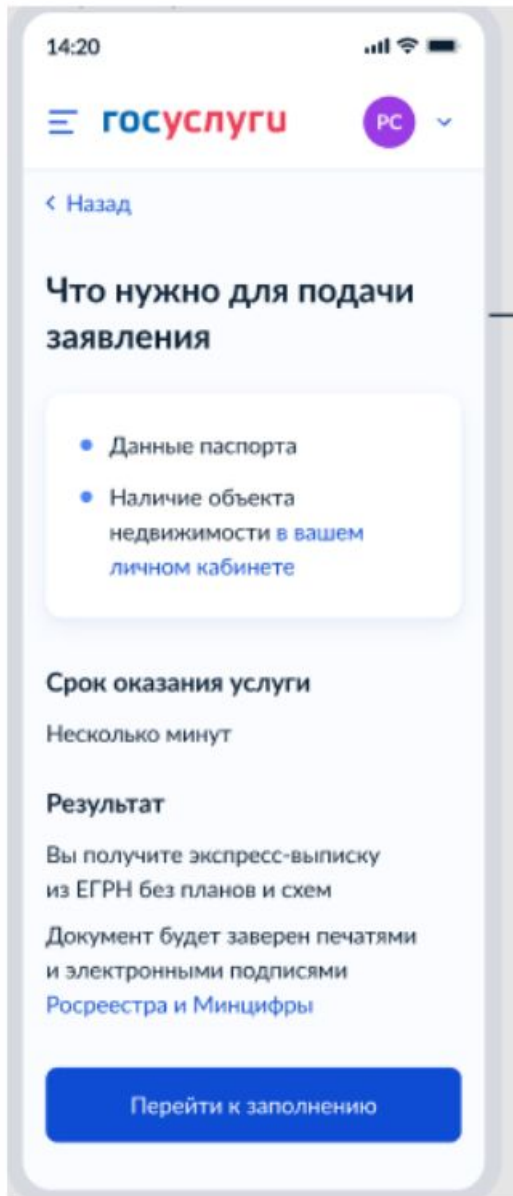 14:20
госуслуги
РС
Назад
Что нужно для подачи
заявления
Данные паспорта
Наличие объекта
недвижимости в вашем
личном кабинете
Срок оказания услуги
Несколько минут
Результат
Вы получите экспресс-выписку
из ЕГРН без планов и схем
Документ будет заверен печатями
и электронными подписями
Росреестра и Минцифры
Перейти к заполнению